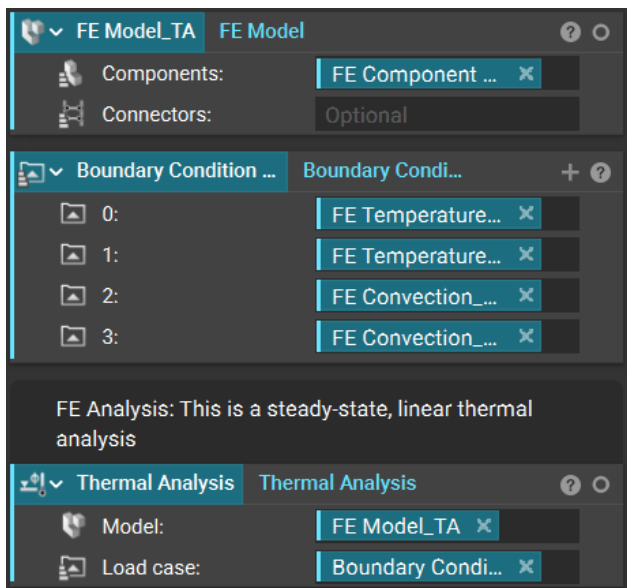 FE Model_TA FE Model
Components: FE Component ...
Connectors: Optional
Boundary Condition ... Boundary Condi...
0: FE Temperature...
1: FE Temperature...
2: FE Convection_...
3: FE Convection_...
FE Analysis: This is a steady-state, linear thermal
analysis
Thermal Analysis Thermal Analysis
Model: FE Model_TA
Load case: Boundary Condi...